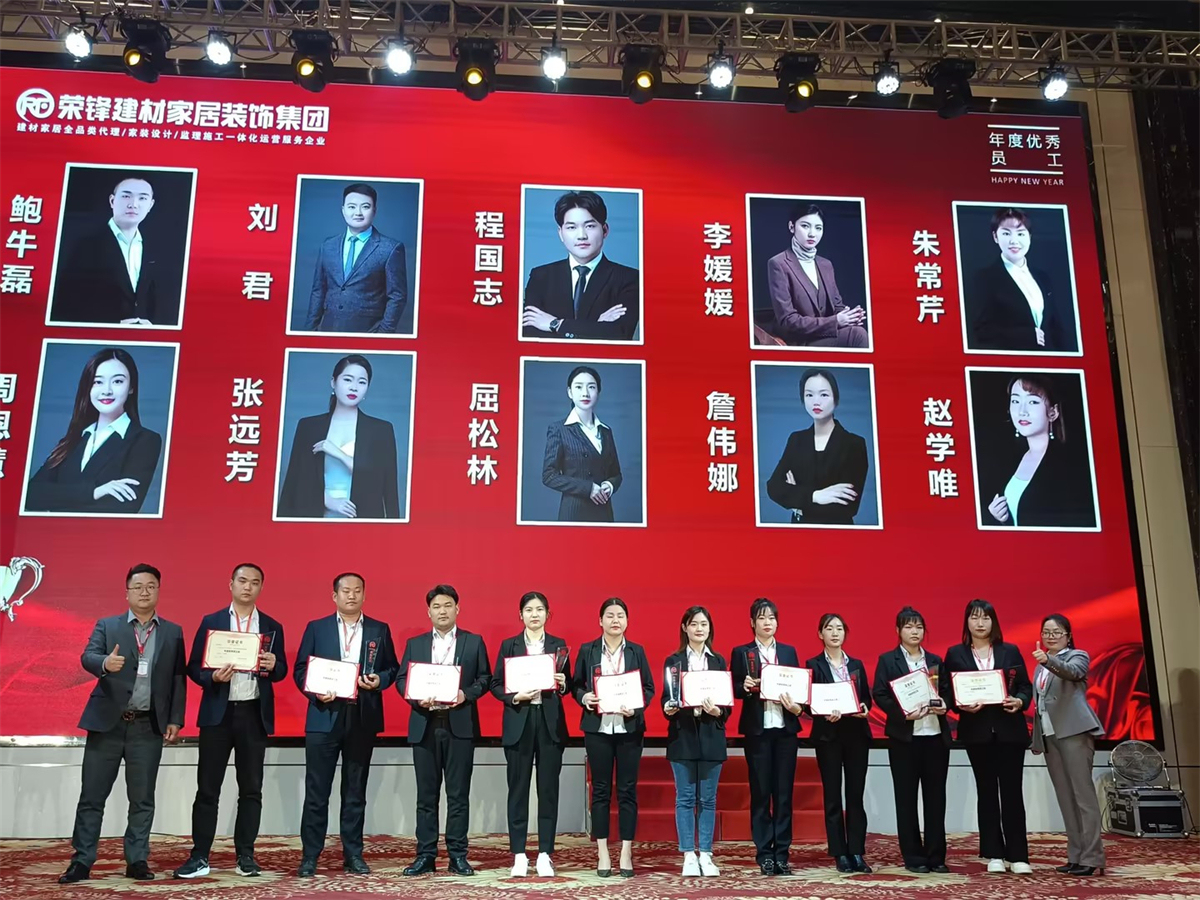 荣锋建材家居装饰集团
建材家居全品类代理/家装设计/监理施工一体化运营服务企业
年度优秀
员工
HAPPY NEW YEAR
鲍牛磊
刘君
程国志
李媛媛
朱常芹
张远芳
屈松林
詹伟娜
赵学唯